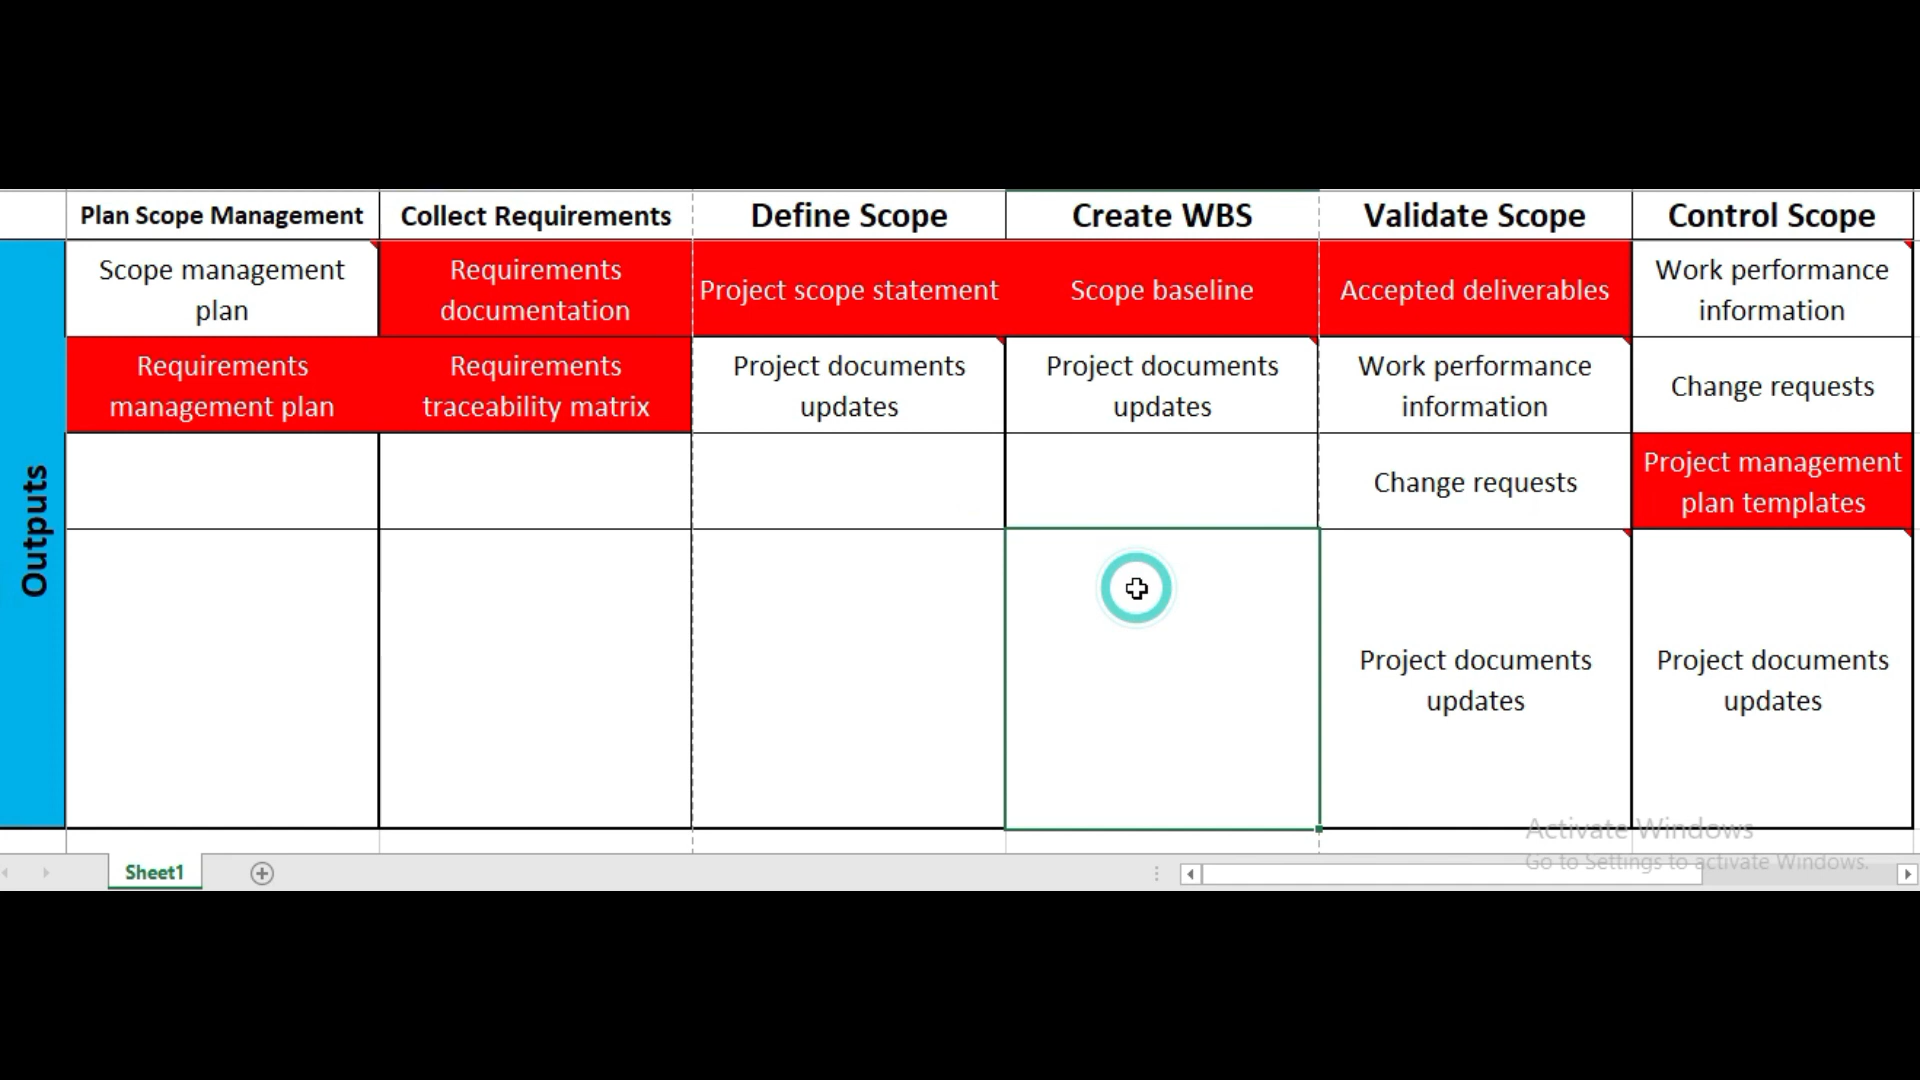 Plan Scope Management
Collect Requirements
Define Scope
Create WBS
Validate Scope
Control Scope
Outputs
Scope management
plan
Requirements
documentation
Project scope statement
Scope baseline
Accepted deliverables
Work performance
information
Requirements
management plan
Requirements
traceability matrix
Project documents
updates
Project documents
updates
Work performance
information
Change requests
Change requests
Project management
plan templates
Project documents
updates
Project documents
updates
Activate Windows
Go to Settings to activate Windows.
Sheet1